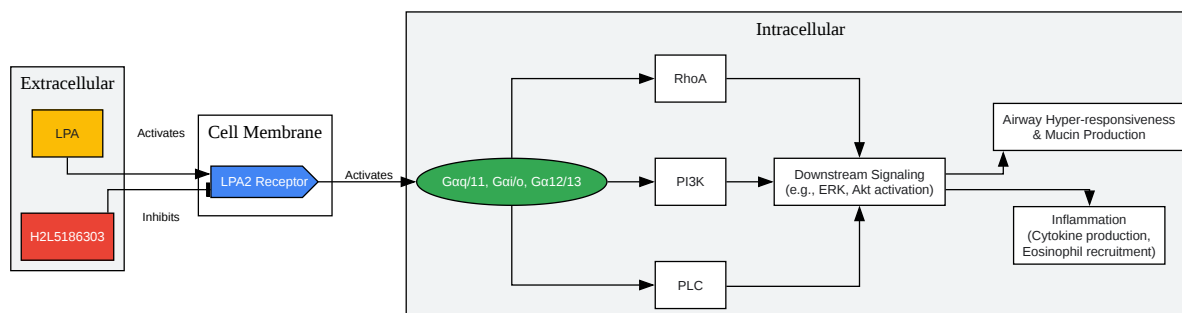 Extracellular
LPA
H2L5186303
Activates
Inhibits
Cell Membrane
LPA2 Receptor
Activates
Intracellular
Gαq/11, Gαi/o, Gα12/13
RhoA
PI3K
PLC
Downstream Signaling
(e.g., ERK, Akt activation)
Airway Hyper-responsiveness
& Mucin Production
Inflammation
(Cytokine production,
Eosinophil recruitment)